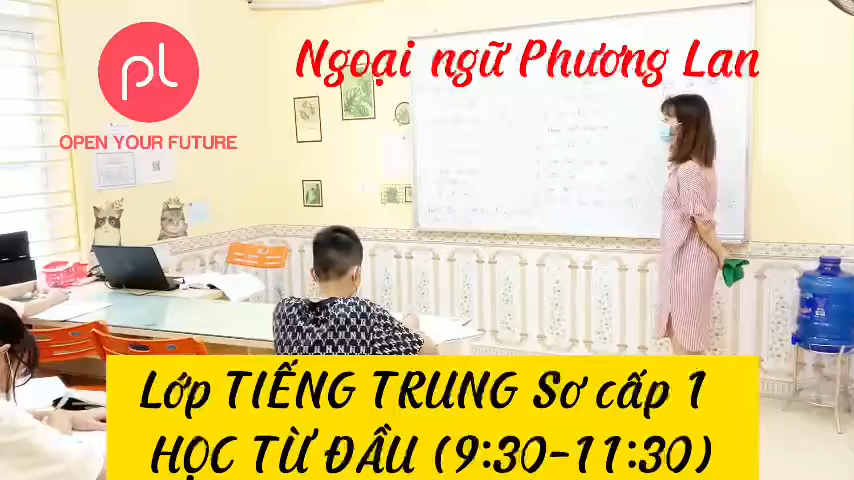 pl
OPEN YOUR FUTURE
Ngoại ngữ Phương Lan
Lớp TIẾNG TRUNG Sơ cấp 1
HỌC TỪ ĐẦU (9:30-11:30)